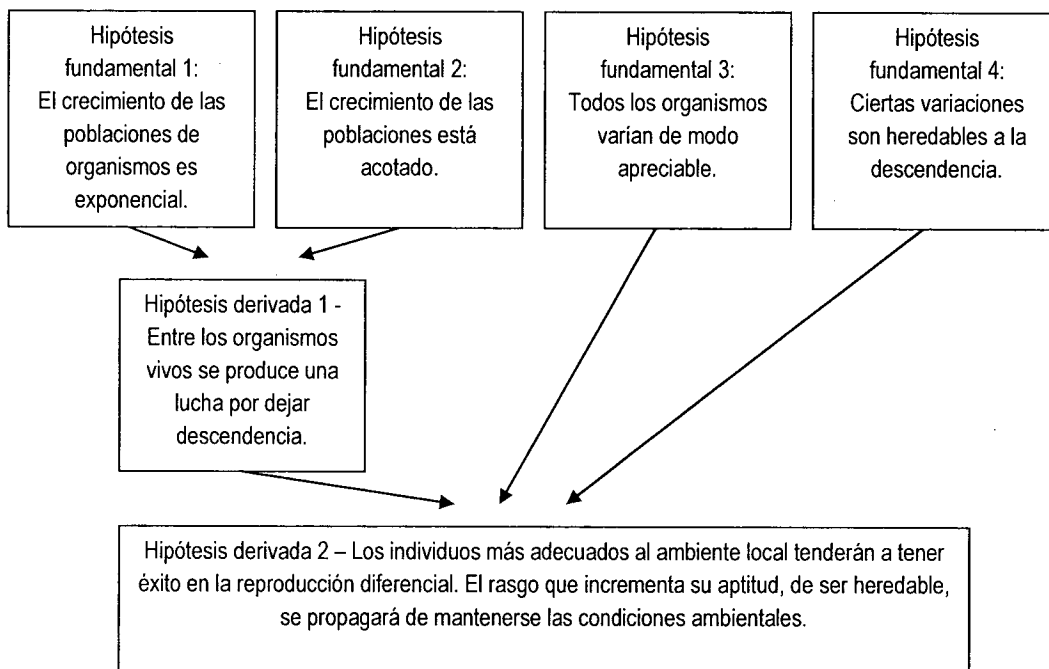 Hipótesis
fundamental 1:
El crecimiento de las
poblaciones de
organismos es
exponencial.
Hipótesis
fundamental 2:
El crecimiento de las
poblaciones está
acotado.
Hipótesis
fundamental 3:
Todos los organismos
varían de modo
apreciable.
Hipótesis
fundamental 4:
Ciertas variaciones
son heredables a la
descendencia.
Hipótesis derivada 1 -
Entre los organismos
vivos se produce una
lucha por dejar
descendencia.
Hipótesis derivada 2 – Los individuos más adecuados al ambiente local tenderán a tener
éxito en la reproducción diferencial. El rasgo que incrementa su aptitud, de ser heredable,
se propagará de mantenerse las condiciones ambientales.